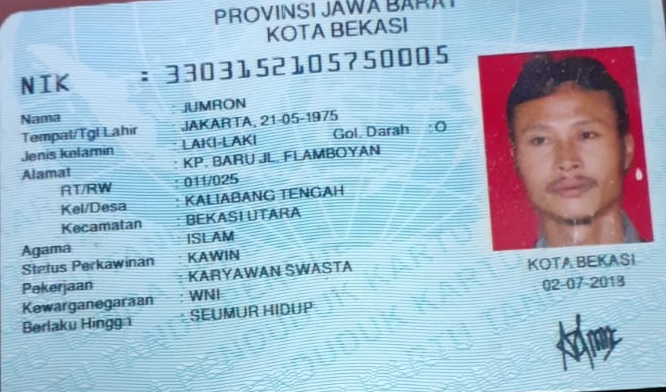 PROVINSI JAWA BARAT
KOTA BEKASI
NIK : 3303152105750005
Nama : JUMRON
Tempat/Tgl Lahir : JAKARTA, 21-05-1975
Jenis kelamin : LAKI-LAKI Gol. Darah : O
Alamat : KP. BARU JL. FLAMBOYAN
RT/RW : 011/025
Kel/Desa : KALIABANG TENGAH
Kecamatan : BEKASI UTARA
Agama : ISLAM
Status Perkawinan : KAWIN
Pekerjaan : KARYAWAN SWASTA
Kewarganegaraan : WNI
Berlaku Hingga : SEUMUR HIDUP
KOTA BEKASI
02-07-2018